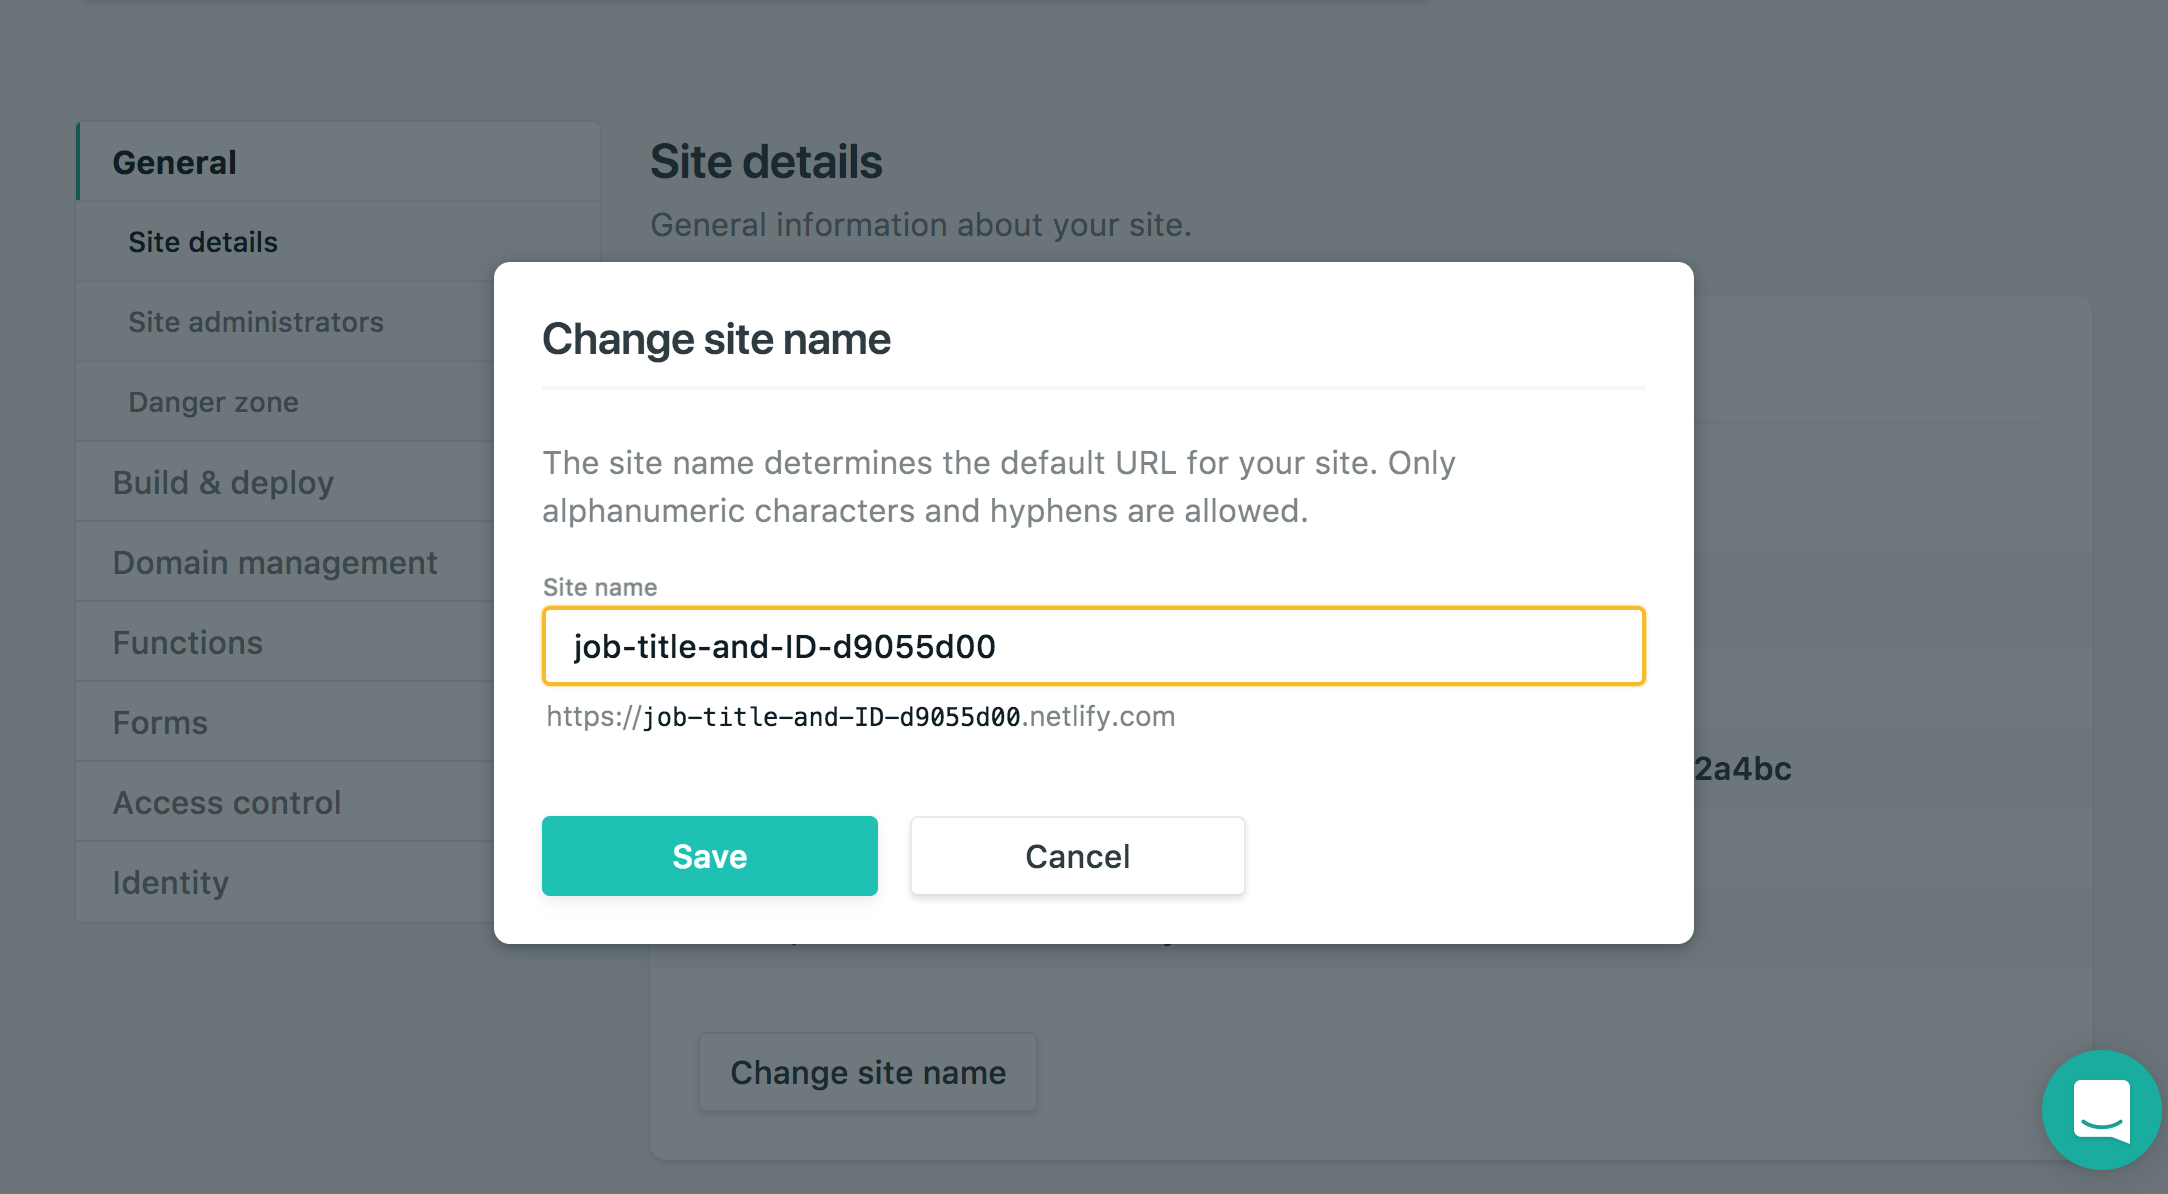 General
Site details
Site administrators
Danger zone
Build & deploy
Domain management
Functions
Forms
Access control
Identity
Site details
General information about your site.
Change site name
The site name determines the default URL for your site. Only
alphanumeric characters and hyphens are allowed.
Site name
job-title-and-ID-d9055d00
https://job-title-and-ID-d9055d00.netlify.com
Save
Cancel
2a4bc
Change site name